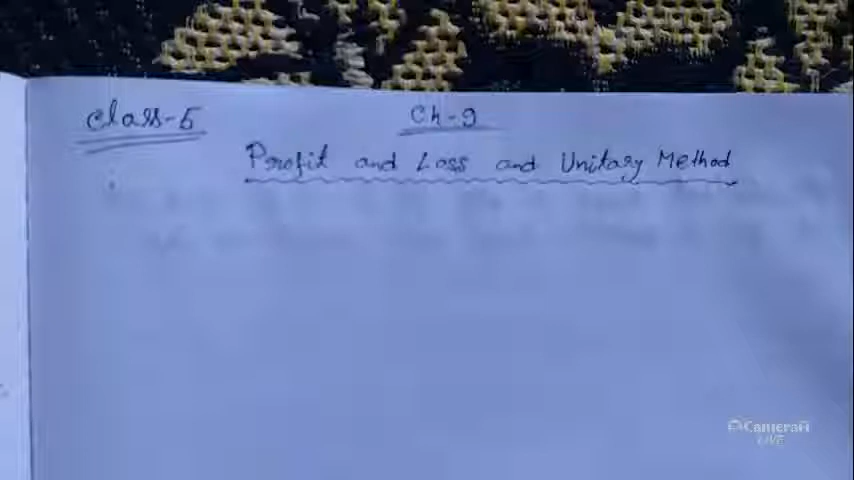 Class-5
Ch-9
Profit and Loss and Unitary Method
CameraFi
LIVE